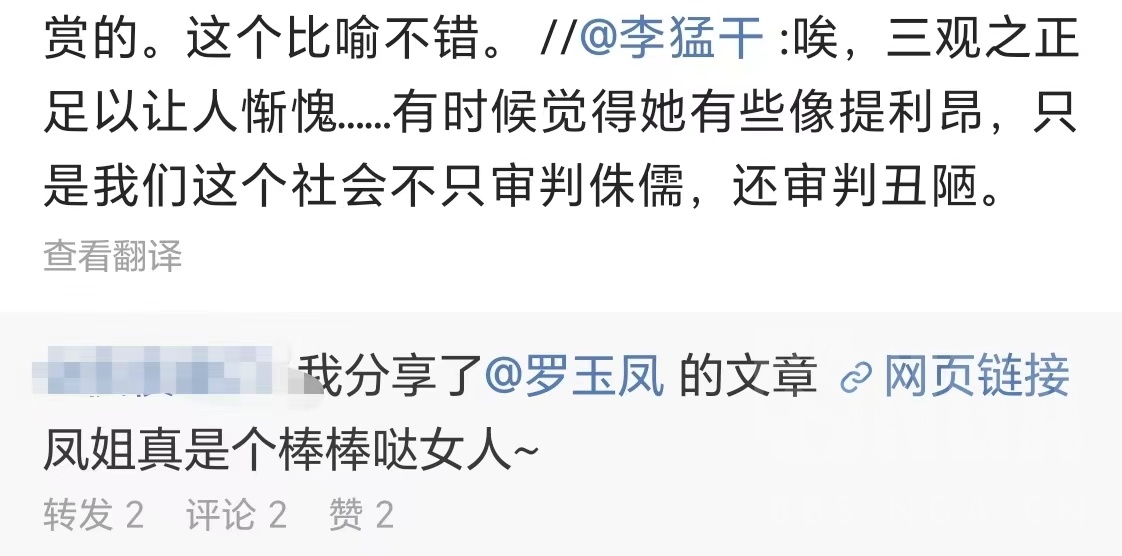 赏的。这个比喻不错。 //@李猛干 :唉，三观之正
足以让人惭愧……有时候觉得她有些像提利昂，只
是我们这个社会不只审判侏儒，还审判丑陋。
查看翻译
我分享了@罗玉凤 的文章 网页链接
凤姐真是个棒棒哒女人~
转发 2 评论 2 赞 2